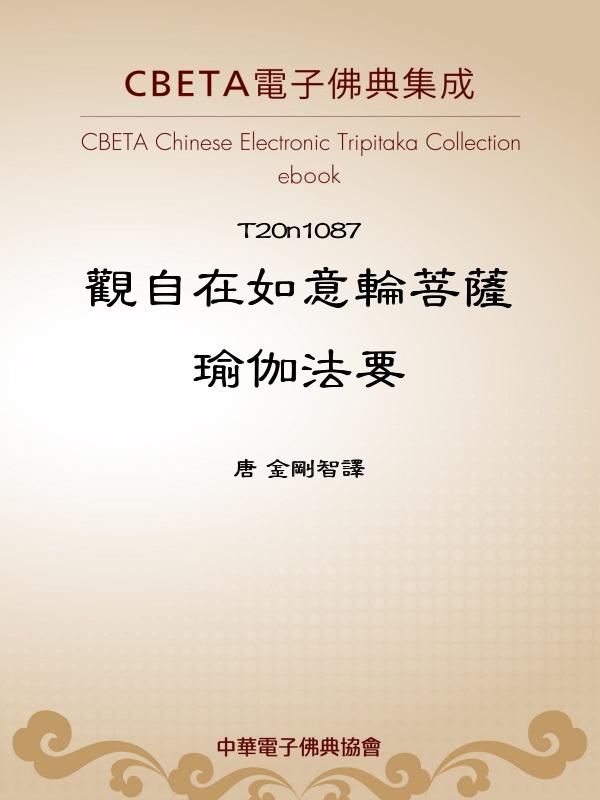 CBETA電子佛典集成
CBETA Chinese Electronic Tripitaka Collection
ebook
T20n1087
觀自在如意輪菩薩
瑜伽法要
唐 金剛智譯
中華電子佛典協會